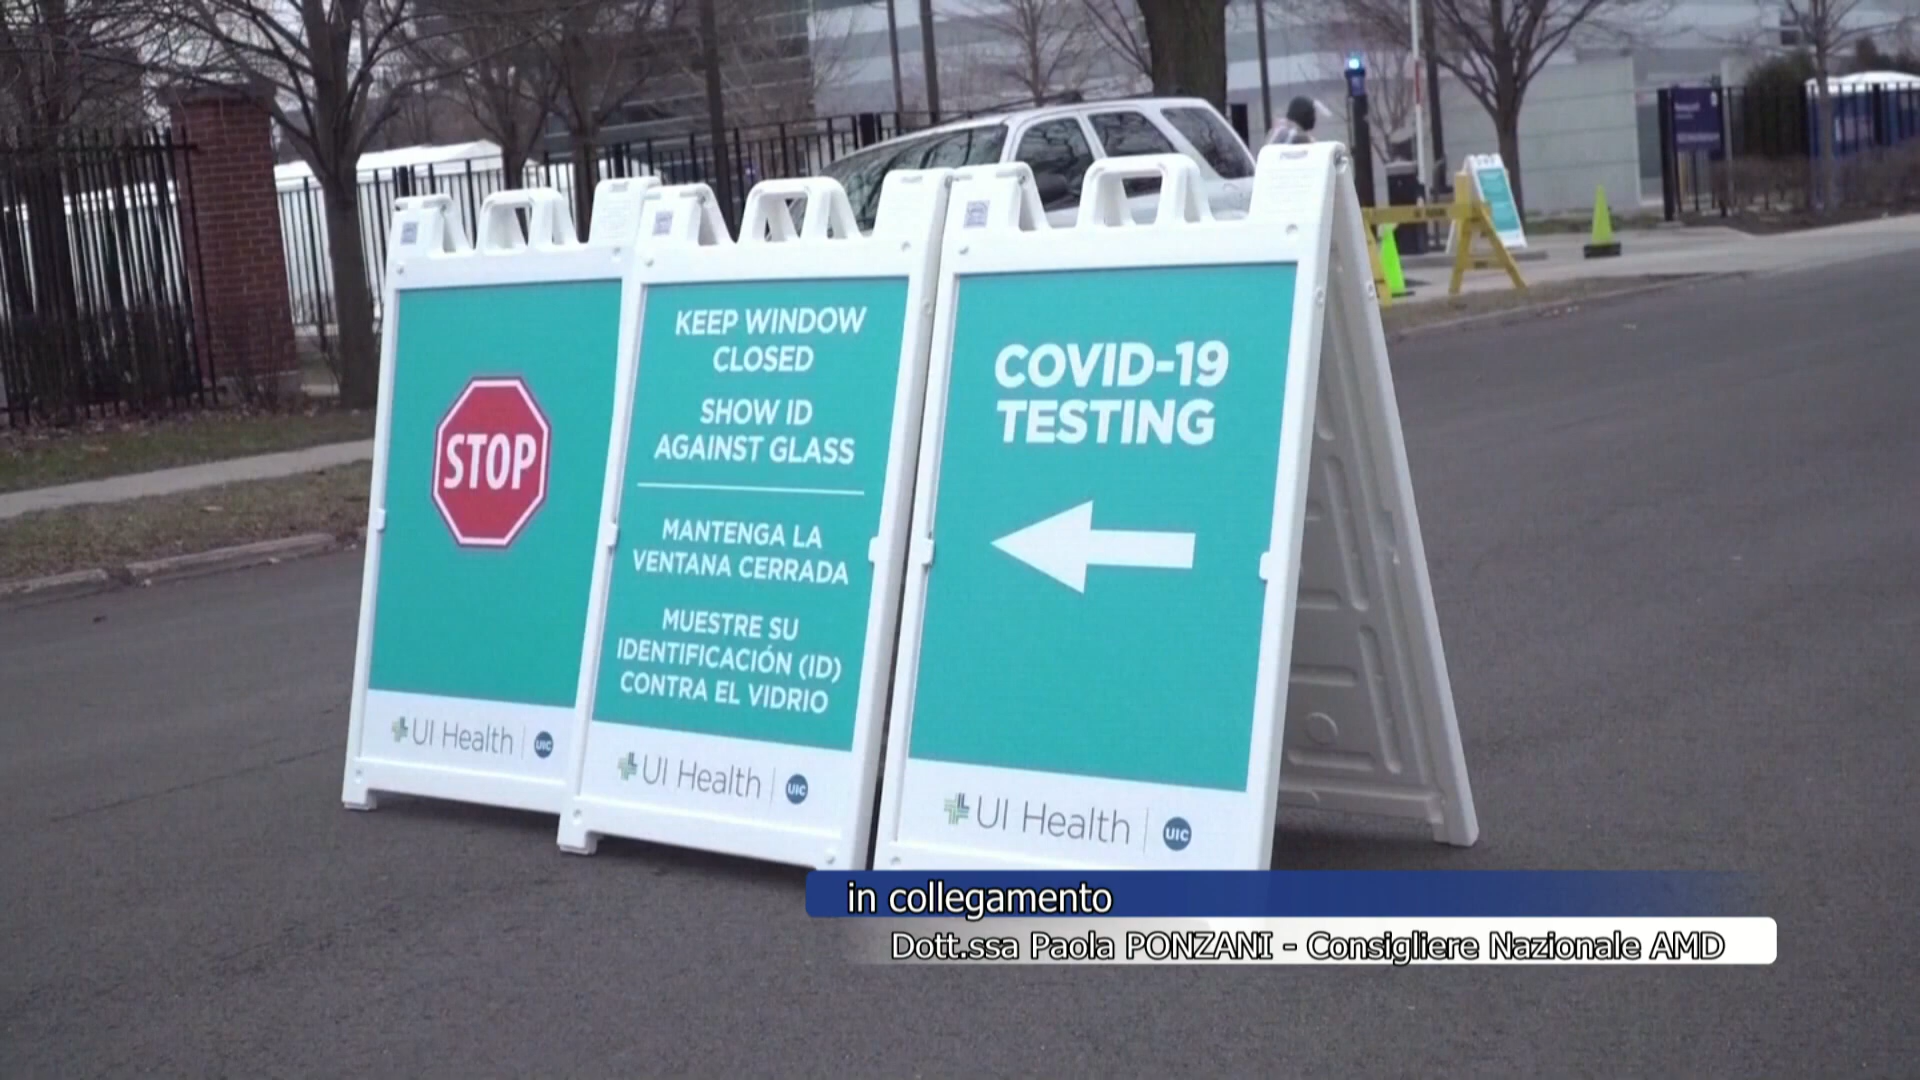 STOP
UI Health
UIC
KEEP WINDOW
CLOSED
SHOW ID
AGAINST GLASS
MANTENGA LA
VENTANA CERRADA
MUESTRE SU
IDENTIFICACIÓN (ID)
CONTRA EL VIDRIO
UI Health
UIC
COVID-19
TESTING
UI Health
UIC
in collegamento
Dott.ssa Paola PONZANI - Consigliere Nazionale AMD